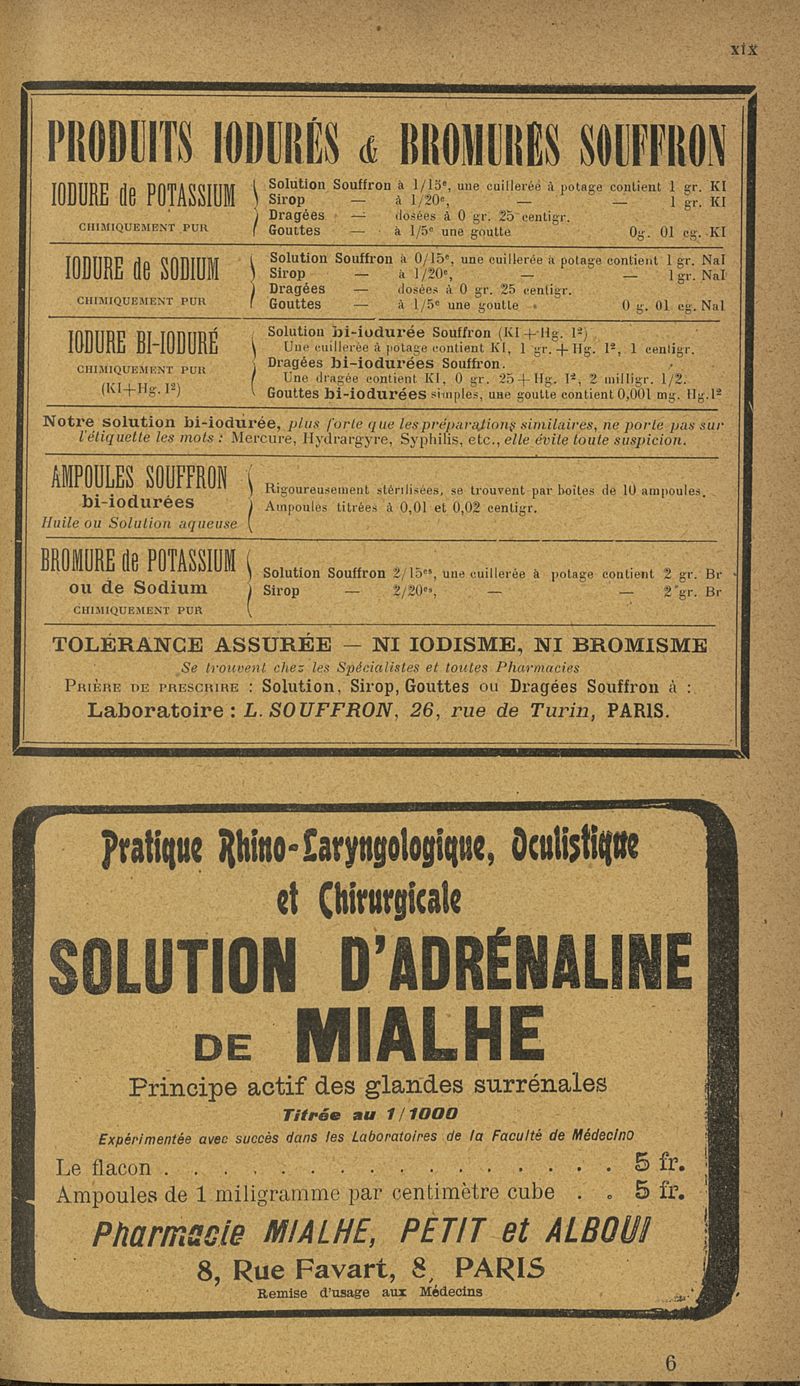 xix
PRODUITS IODURÉS & BROMURÉS SOUFFRON
IODURE de POTASSIUM
CHIMIQUEMENT PUR
Solution Souffron à 1/15e, une cuillerée à potage contient 1 gr. KI
Sirop — à 1/20e, — — 1 gr. KI
Dragées — dosées à 0 gr. 25 centigr.
Gouttes — à 1/5e une goutte 0g. 01 cg. KI
IODURE de SODIUM
CHIMIQUEMENT PUR
Solution Souffron à 0/15e, une cuillerée à potage contient 1 gr. NaI
Sirop — à 1/20e, — — 1 gr. NaI
Dragées — dosées à 0 gr. 25 centigr.
Gouttes — à 1/5e une goutte 0 g. 01 cg. NaI
IODURE BI-IODURÉ
CHIMIQUEMENT PUR
(KI+Hg. I²)
Solution bi-iodurée Souffron (KI+Hg. I²)
Une cuillerée à potage contient KI, 1 gr. + Hg. I², 1 centigr.
Dragées bi-iodurées Souffron.
Une dragée contient KI, 0 gr. 25 + Hg. I², 2 milligr. 1/2.
Gouttes bi-iodurées simples, une goutte contient 0,001 mg. Hg.I²
Notre solution bi-iodurée, plus forte que les préparations similaires, ne porte pas sur
l'étiquette les mots : Mercure, Hydrargyre, Syphilis, etc., elle évite toute suspicion.
AMPOULES SOUFFRON
bi-iodurées
Huile ou Solution aqueuse
Rigoureusement stérilisées, se trouvent par boîtes de 10 ampoules.
Ampoules titrées à 0,01 et 0,02 centigr.
BROMURE de POTASSIUM
ou de Sodium
CHIMIQUEMENT PUR
Solution Souffron 2/15es, une cuillerée à potage contient 2 gr. Br
Sirop — 2/20es, — — 2 gr. Br
TOLÉRANCE ASSURÉE — NI IODISME, NI BROMISME
Se trouvent chez les Spécialistes et toutes Pharmacies
PRIÈRE DE PRESCRIRE : Solution, Sirop, Gouttes ou Dragées Souffron à :
Laboratoire : L. SOUFFRON, 26, rue de Turin, PARIS.
Pratique Rhino-Laryngologique, Oculistique
et Chirurgicale
SOLUTION D'ADRÉNALINE
DE MIALHE
Principe actif des glandes surrénales
Titrée au 1/1000
Expérimentée avec succès dans les Laboratoires de la Faculté de Médecine
Le flacon . . . . . . . . . . . . . . . . 5 fr.
Ampoules de 1 miligramme par centimètre cube . . 5 fr.
Pharmacie MIALHE, PETIT et ALBOUI
8, Rue Favart, 8, PARIS
Remise d'usage aux Médecins
6